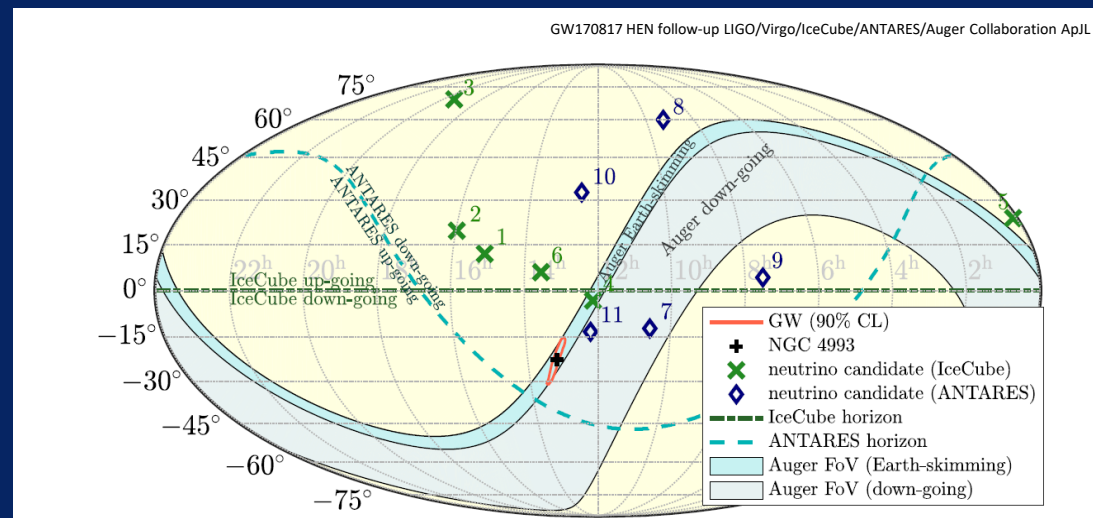 GW170817 HEN follow-up LIGO/Virgo/IceCube/ANTARES/Auger Collaboration ApJL
75°
60°
45°
30°
15°
0°
−15°
−30°
−45°
−60°
−75°
22h
20h
16h
14h
12h
10h
8h
6h
4h
2h
3
8
10
2
1
6
5
9
4
11
7
ANTARES down-going
ANTARES up-going
Auger Earth-skimming
Auger down-going
IceCube up-going
IceCube down-going
GW (90% CL)
NGC 4993
neutrino candidate (IceCube)
neutrino candidate (ANTARES)
IceCube horizon
ANTARES horizon
Auger FoV (Earth-skimming)
Auger FoV (down-going)